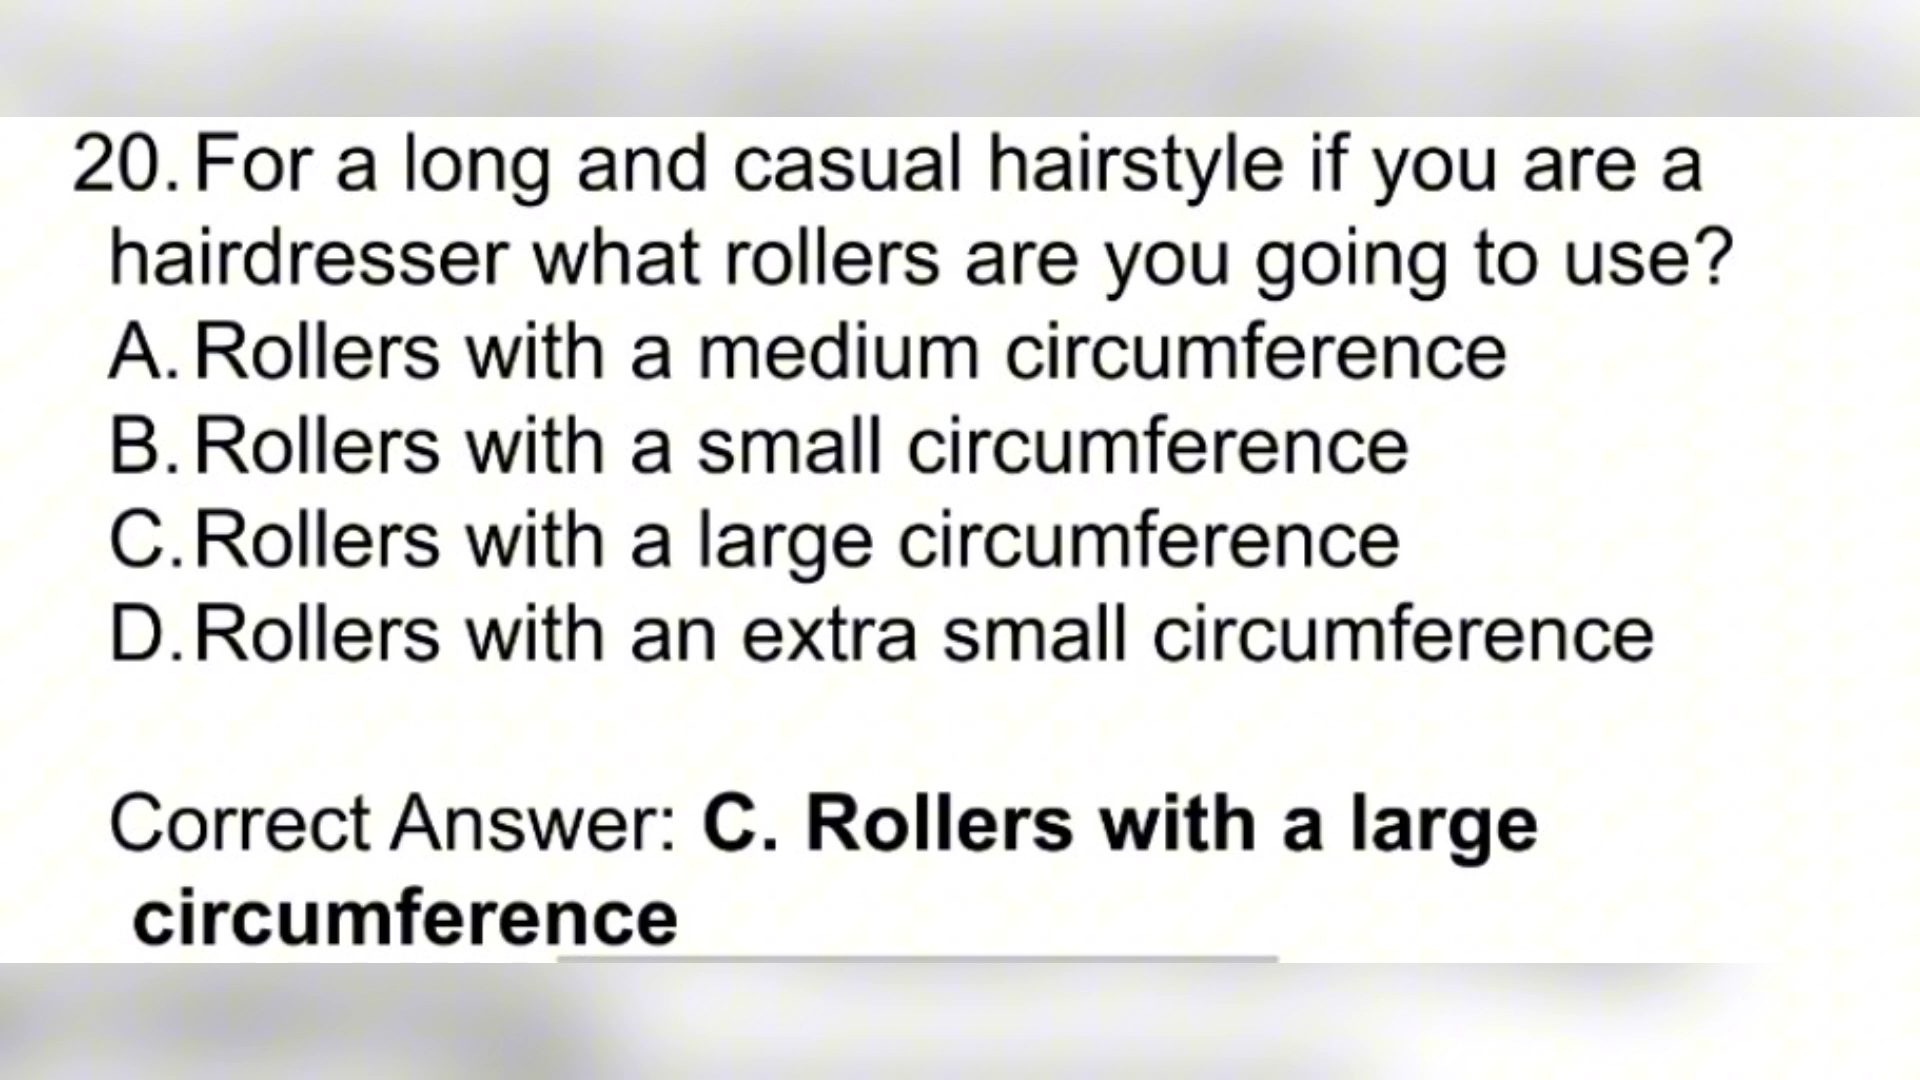 20. For a long and casual hairstyle if you are a
hairdresser what rollers are you going to use?
A. Rollers with a medium circumference
B. Rollers with a small circumference
C. Rollers with a large circumference
D. Rollers with an extra small circumference
Correct Answer: C. Rollers with a large
circumference